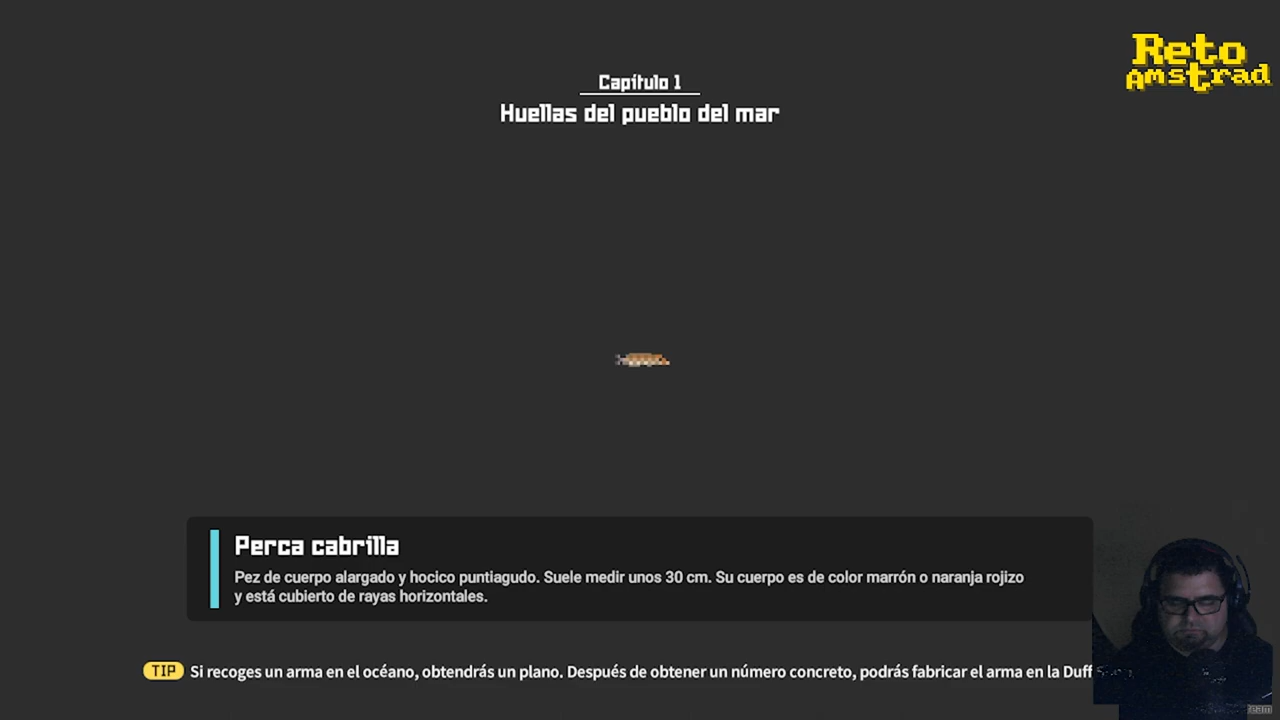 Reto
Amstrad
Capítulo 1
Huellas del pueblo del mar
Perca cabrilla
Pez de cuerpo alargado y hocico puntiagudo. Suele medir unos 30 cm. Su cuerpo es de color marrón o naranja rojizo
y está cubierto de rayas horizontales.
TIP Si recoges un arma en el océano, obtendrás un plano. Después de obtener un número concreto, podrás fabricar el arma en la Duff